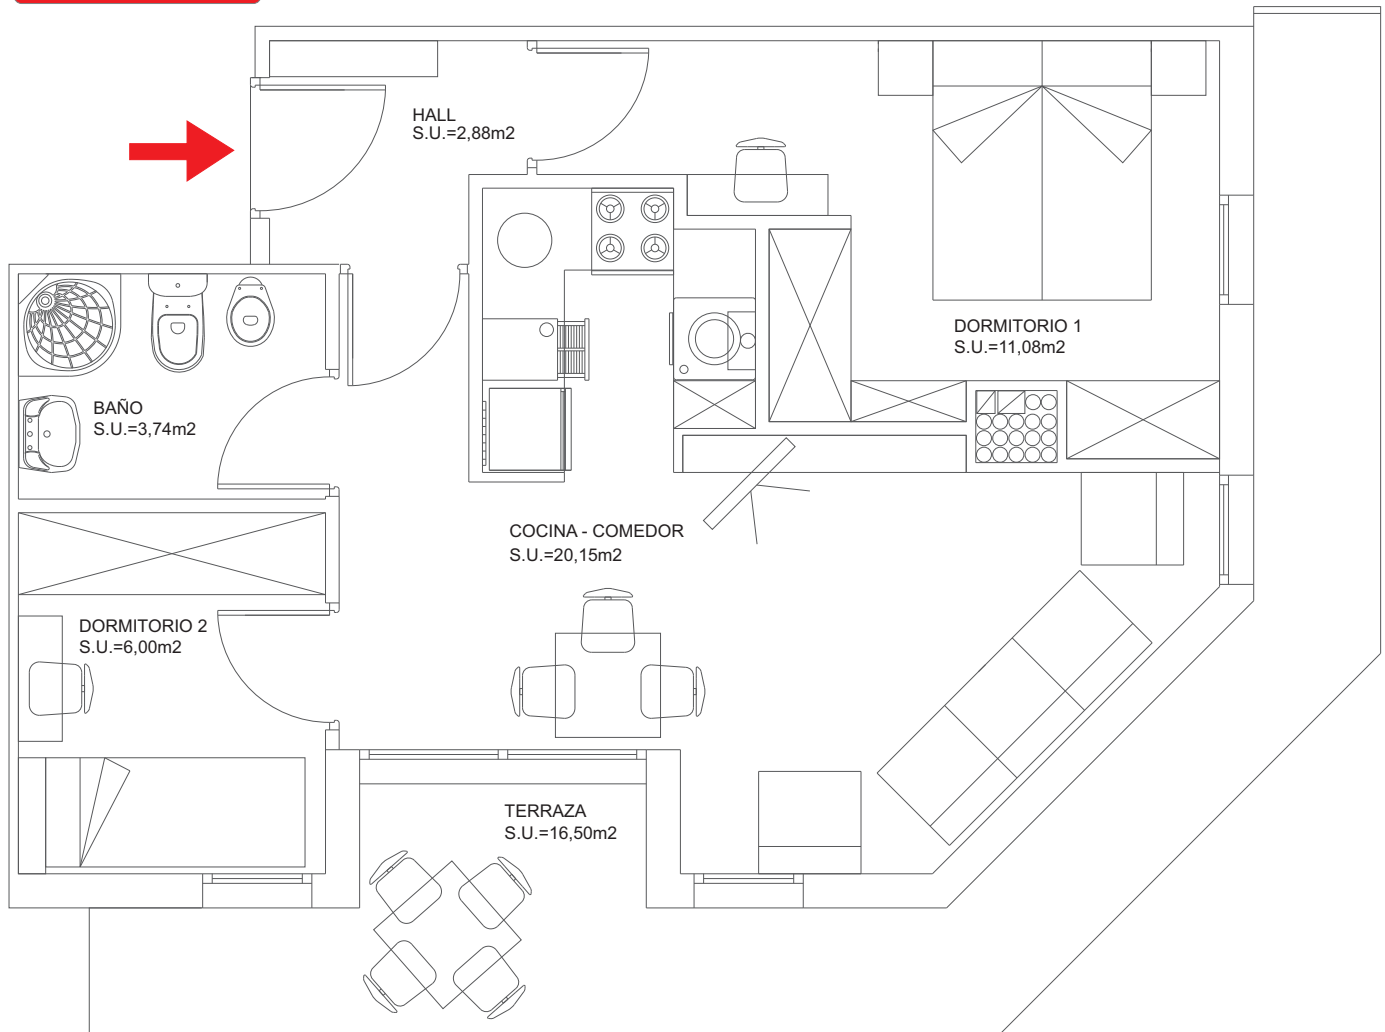 HALL
S.U.=2,88m2
DORMITORIO 1
S.U.=11,08m2
BAÑO
S.U.=3,74m2
COCINA - COMEDOR
S.U.=20,15m2
DORMITORIO 2
S.U.=6,00m2
TERRAZA
S.U.=16,50m2